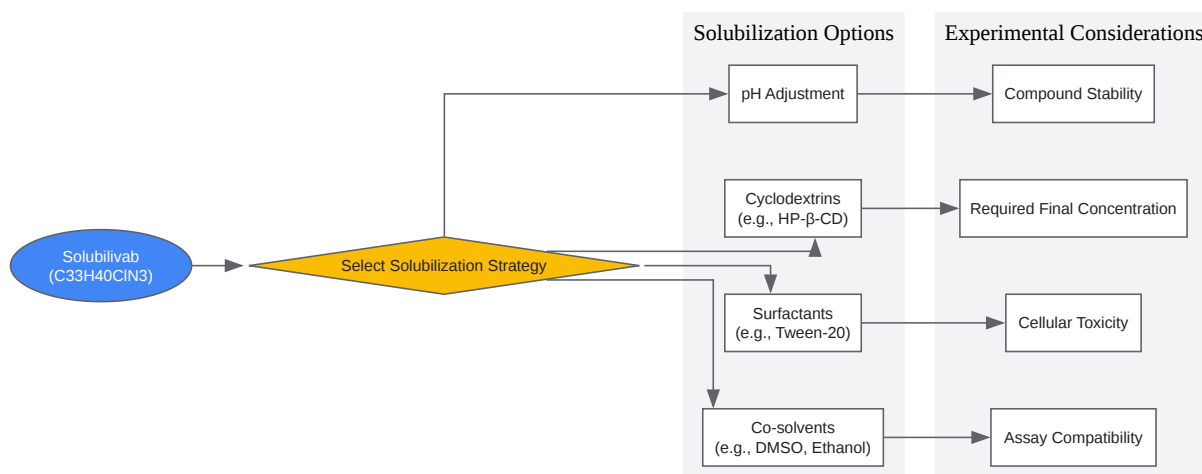 Solubilization Options
Experimental Considerations
pH Adjustment
Compound Stability
Cyclodextrins
(e.g., HP-β-CD)
Required Final Concentration
Solubilivab
(C33H40ClN3)
Select Solubilization Strategy
Surfactants
(e.g., Tween-20)
Cellular Toxicity
Co-solvents
(e.g., DMSO, Ethanol)
Assay Compatibility